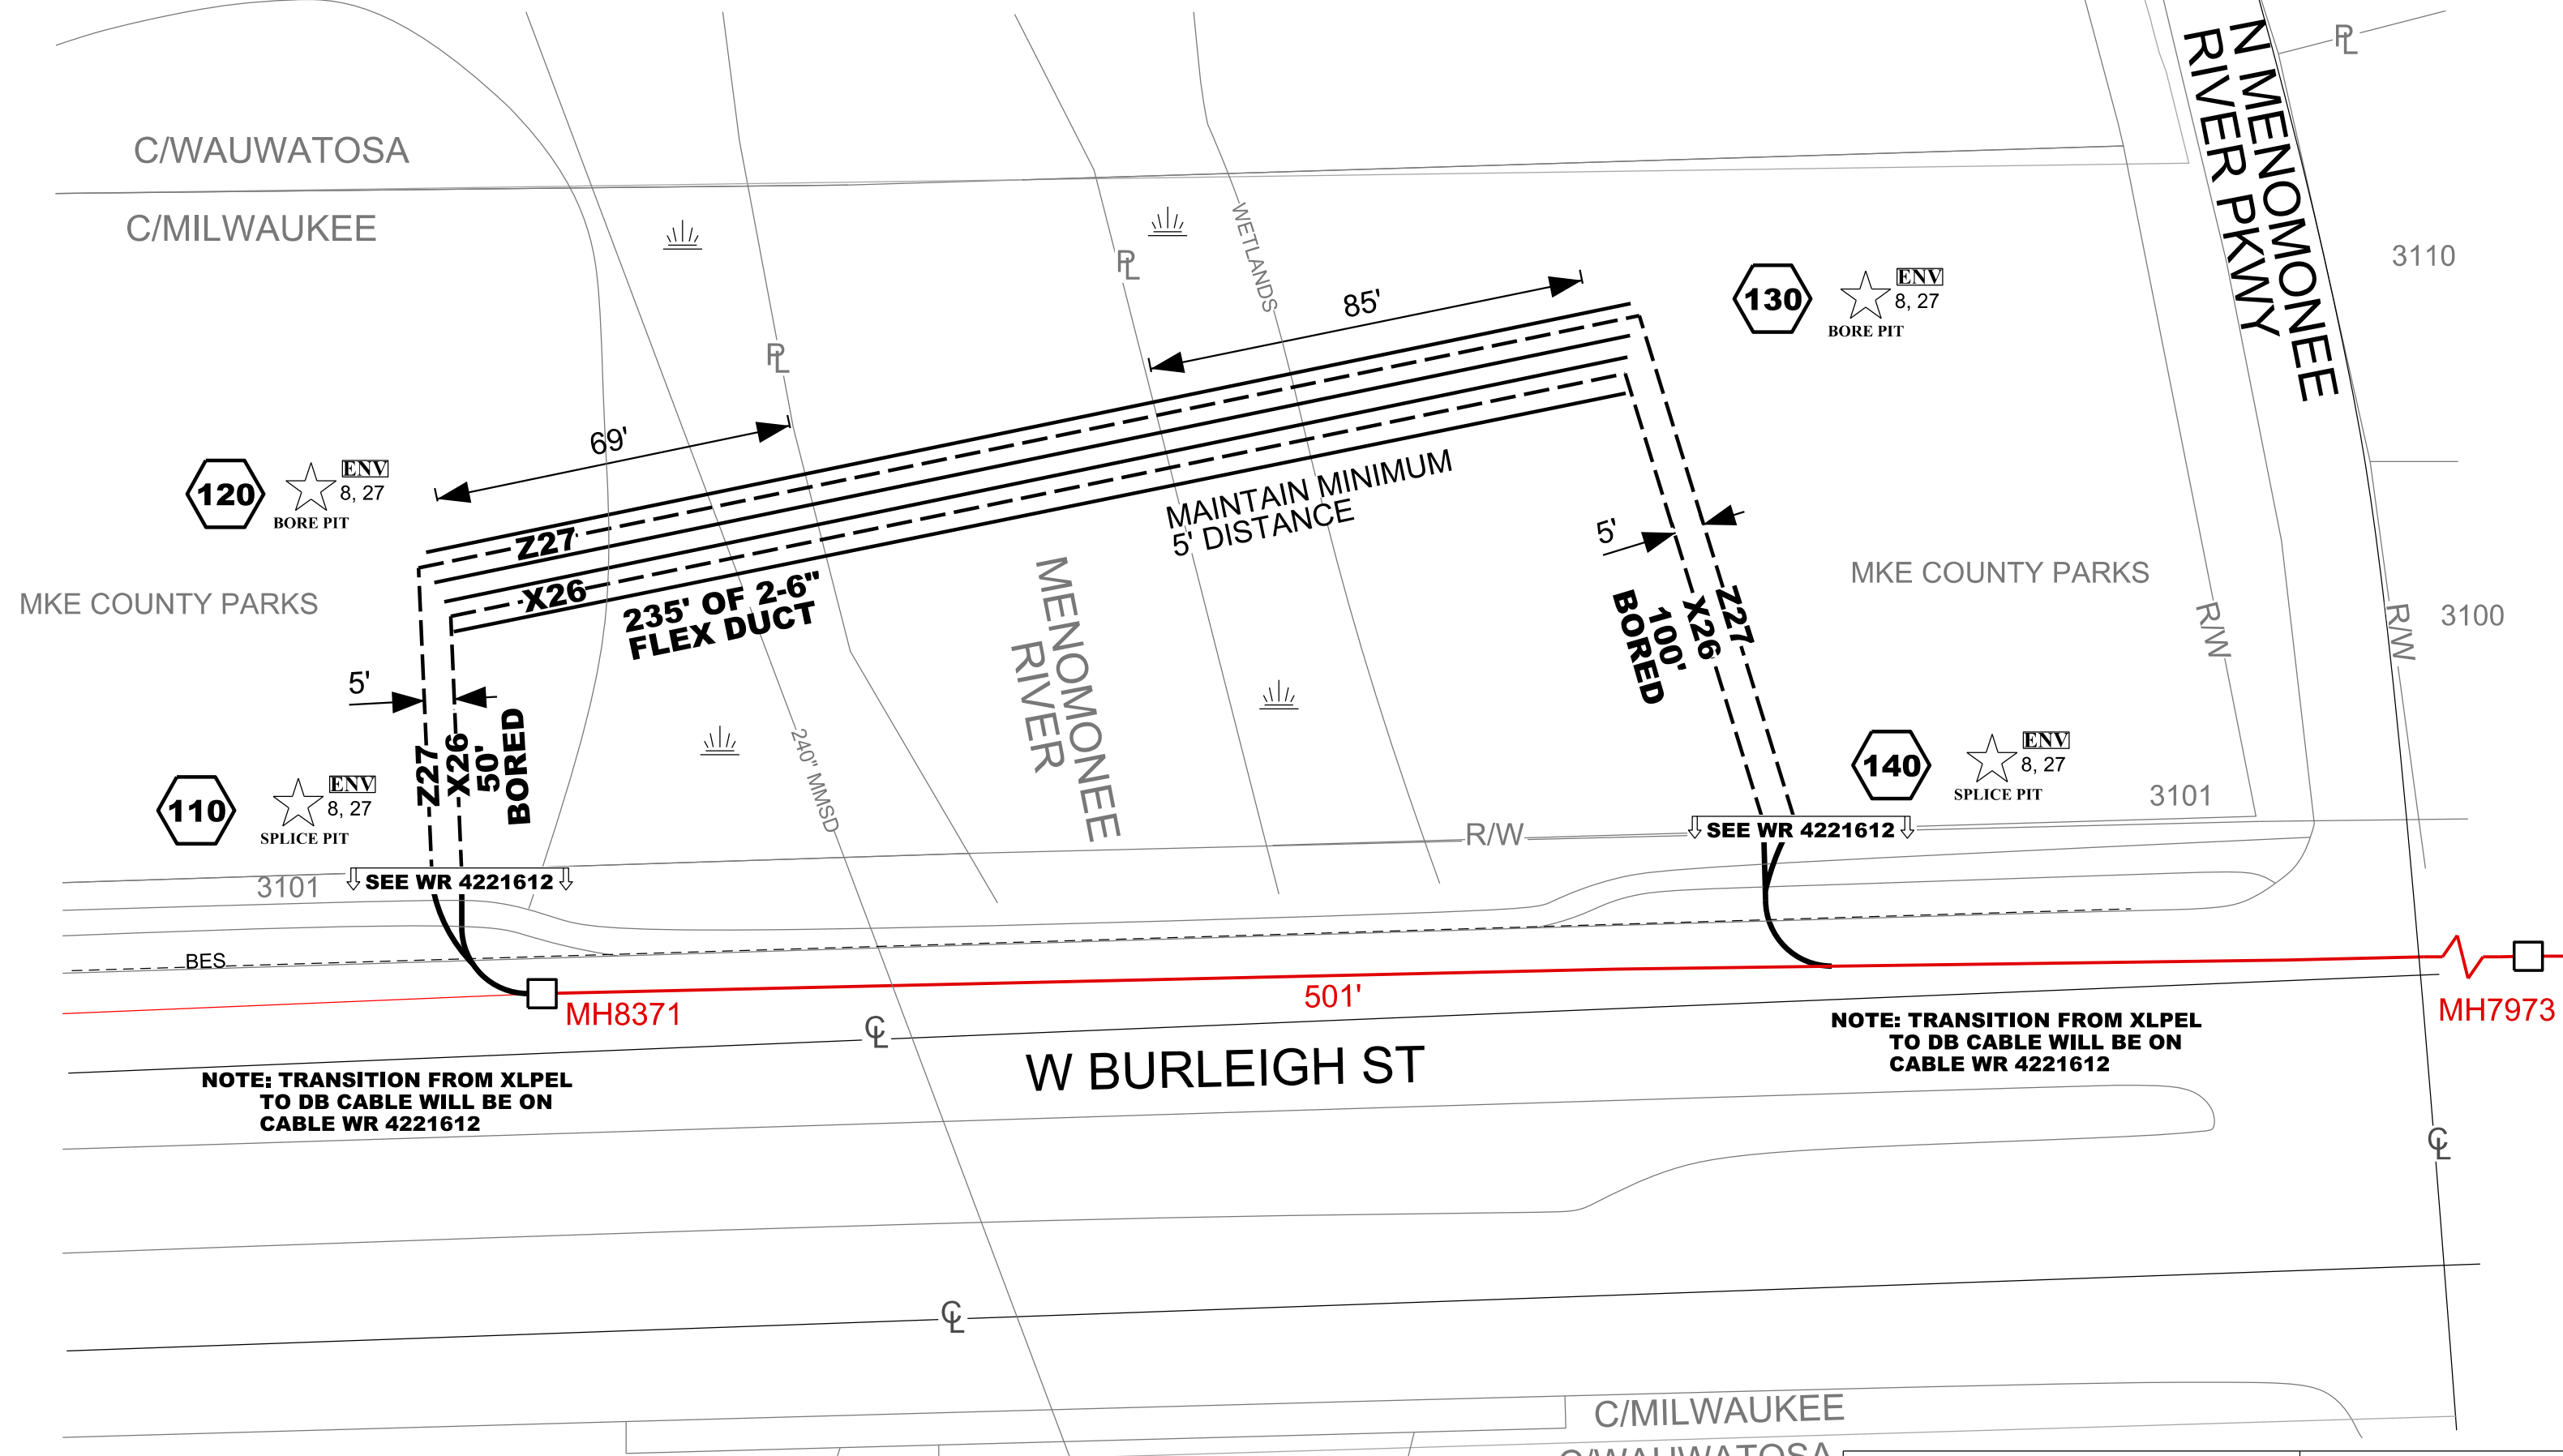 N MENOMONEE
RIVER PKWY
PL
C/WAUWATOSA
C/MILWAUKEE
WETLANDS
PL
3110
130
ENV
8, 27
BORE PIT
85'
PL
69'
120
ENV
8, 27
BORE PIT
Z27
X26
235' OF 2-6"
FLEX DUCT
MAINTAIN MINIMUM
5' DISTANCE
5'
MKE COUNTY PARKS
MKE COUNTY PARKS
MENOMONEE
RIVER
Z27
X26
100'
BORED
R/W
R/W
3100
5'
Z27
X26
50'
BORED
240" MMSD
110
ENV
8, 27
SPLICE PIT
140
ENV
8, 27
SPLICE PIT
3101
R/W
SEE WR 4221612
3101
SEE WR 4221612
BES
MH8371
501'
MH7973
CL
W BURLEIGH ST
NOTE: TRANSITION FROM XLPEL
TO DB CABLE WILL BE ON
CABLE WR 4221612
NOTE: TRANSITION FROM XLPEL
TO DB CABLE WILL BE ON
CABLE WR 4221612
CL
CL
C/MILWAUKEE
C/WAUWATOSA